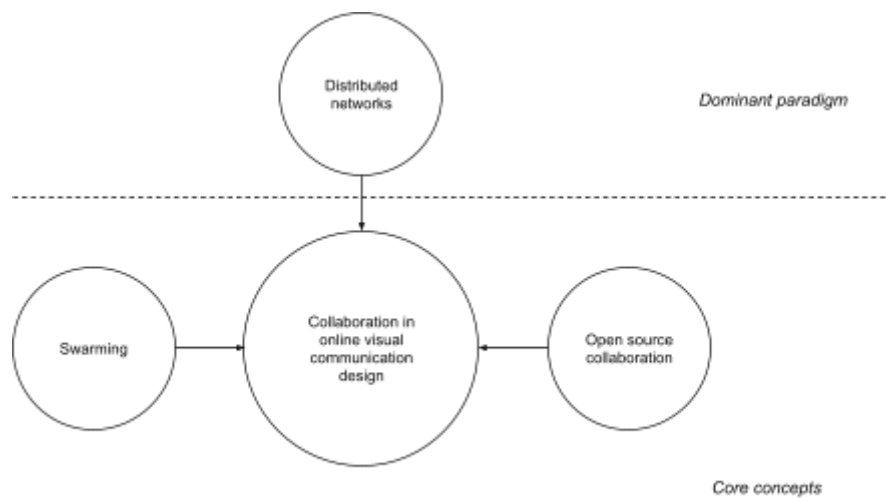 Distributed
networks
Dominant paradigm
Swarming
Collaboration in
online visual
communication
design
Open source
collaboration
Core concepts